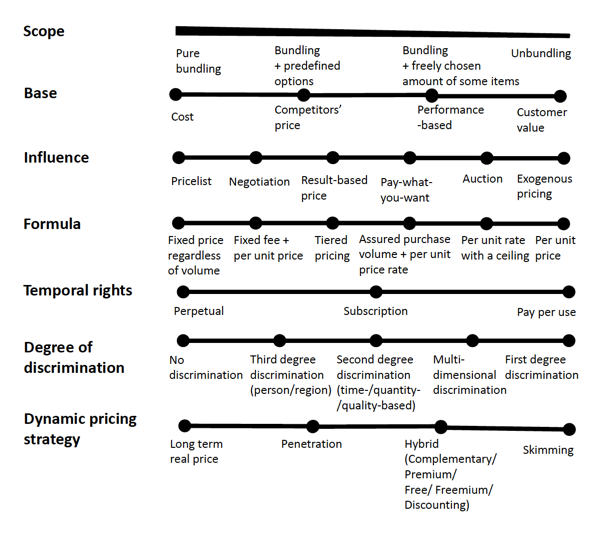 Scope
Pure
bundling
Bundling
+ predefined
options
Bundling
+ freely chosen
amount of some items
Unbundling
Base
Cost
Competitors'
price
Performance
-based
Customer
value
Influence
Pricelist
Negotiation
Result-based
price
Pay-what-
you-want
Auction
Exogenous
pricing
Formula
Fixed price
regardless
of volume
Fixed fee +
per unit price
Tiered
pricing
Assured purchase
volume + per unit
price rate
Per unit rate
with a ceiling
Per unit
price
Temporal rights
Perpetual
Subscription
Pay per use
Degree of
discrimination
No
discrimination
Third degree
discrimination
(person/region)
Second degree
discrimination
(time-/quantity-
/quality-based)
Multi-
dimensional
discrimination
First degree
discrimination
Dynamic pricing
strategy
Long term
real price
Penetration
Hybrid
(Complementary/
Premium/
Free/ Freemium/
Discounting)
Skimming